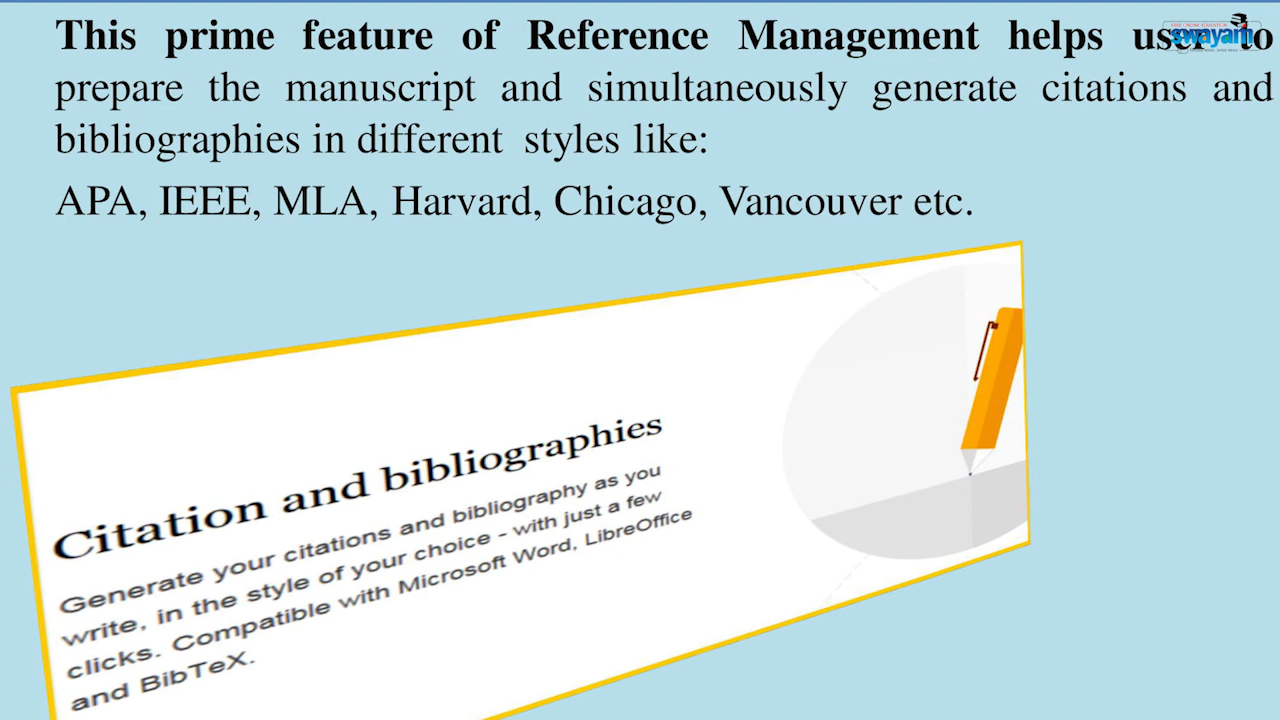 This prime feature of Reference Management helps user to
prepare the manuscript and simultaneously generate citations and
bibliographies in different styles like:
APA, IEEE, MLA, Harvard, Chicago, Vancouver etc.
swayam
Citation and bibliographies
Generate your citations and bibliography as you
write, in the style of your choice - with just a few
clicks. Compatible with Microsoft Word, LibreOffice
and BibTeX.